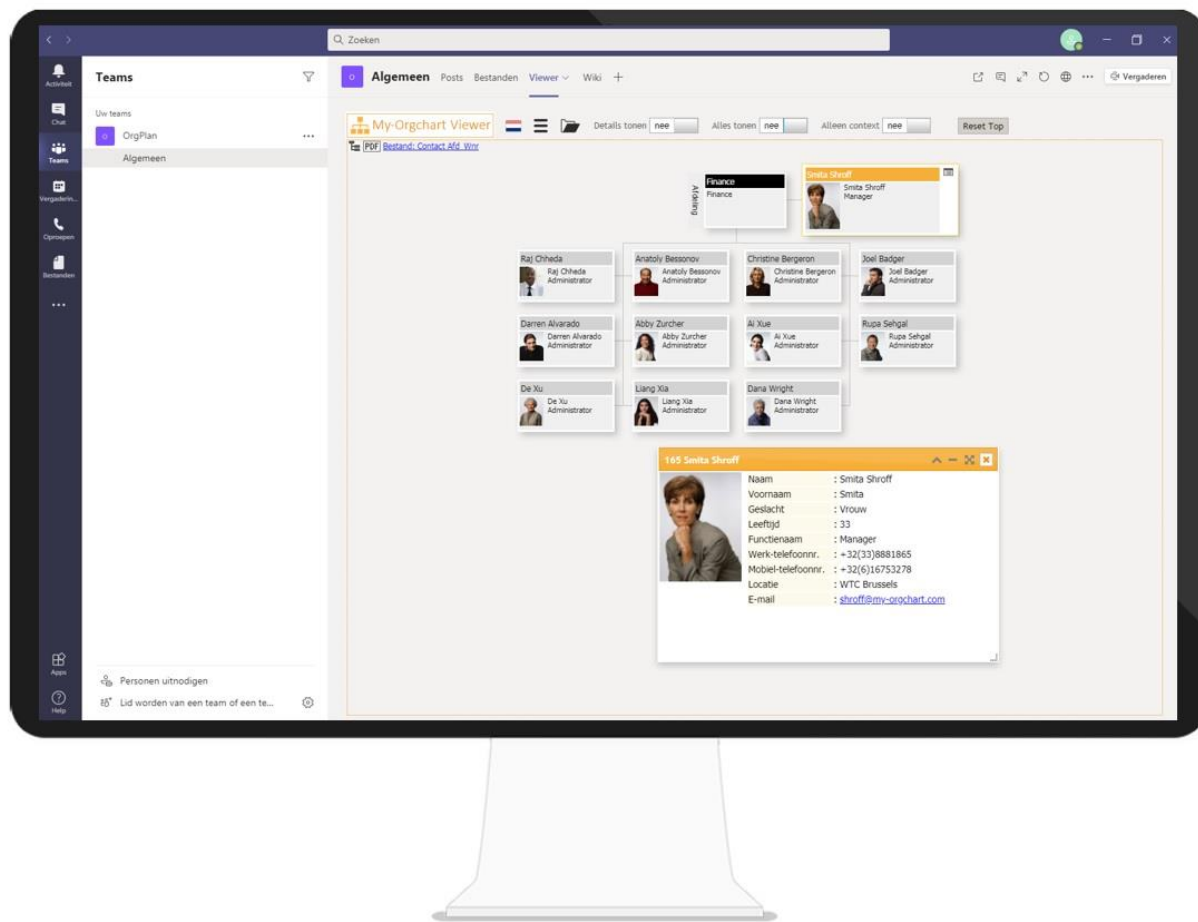 Zoeken
Activiteit
Chat
Teams
Vergaderin...
Oproepen
Bestanden
Apps
Help
Teams
Uw teams
O OrgPlan
Algemeen
Personen uitnodigen
Lid worden van een team of een te...
O Algemeen Posts Bestanden Viewer Wiki +
Vergaderen
My-Orgchart Viewer Details tonen nee Alles tonen nee Alleen context nee Reset Top
PDF Bestand: Contact Afd_Wnr
Afdeling
Finance
Finance
Smita Shroff
Smita Shroff
Manager
Raj Chheda
Raj Chheda
Administrator
Anatoly Bessonov
Anatoly Bessonov
Administrator
Christine Bergeron
Christine Bergeron
Administrator
Joel Badger
Joel Badger
Administrator
Darren Alvarado
Darren Alvarado
Administrator
Abby Zurcher
Abby Zurcher
Administrator
Ai Xue
Ai Xue
Administrator
Rupa Sehgal
Rupa Sehgal
Administrator
De Xu
De Xu
Administrator
Liang Xia
Liang Xia
Administrator
Dana Wright
Dana Wright
Administrator
165 Smita Shroff
Naam : Smita Shroff
Voornaam : Smita
Geslacht : Vrouw
Leeftijd : 33
Functienaam : Manager
Werk-telefoonnr. : +32(33)8881865
Mobiel-telefoonnr. : +32(6)16753278
Locatie : WTC Brussels
E-mail : shroff@my-orgchart.com